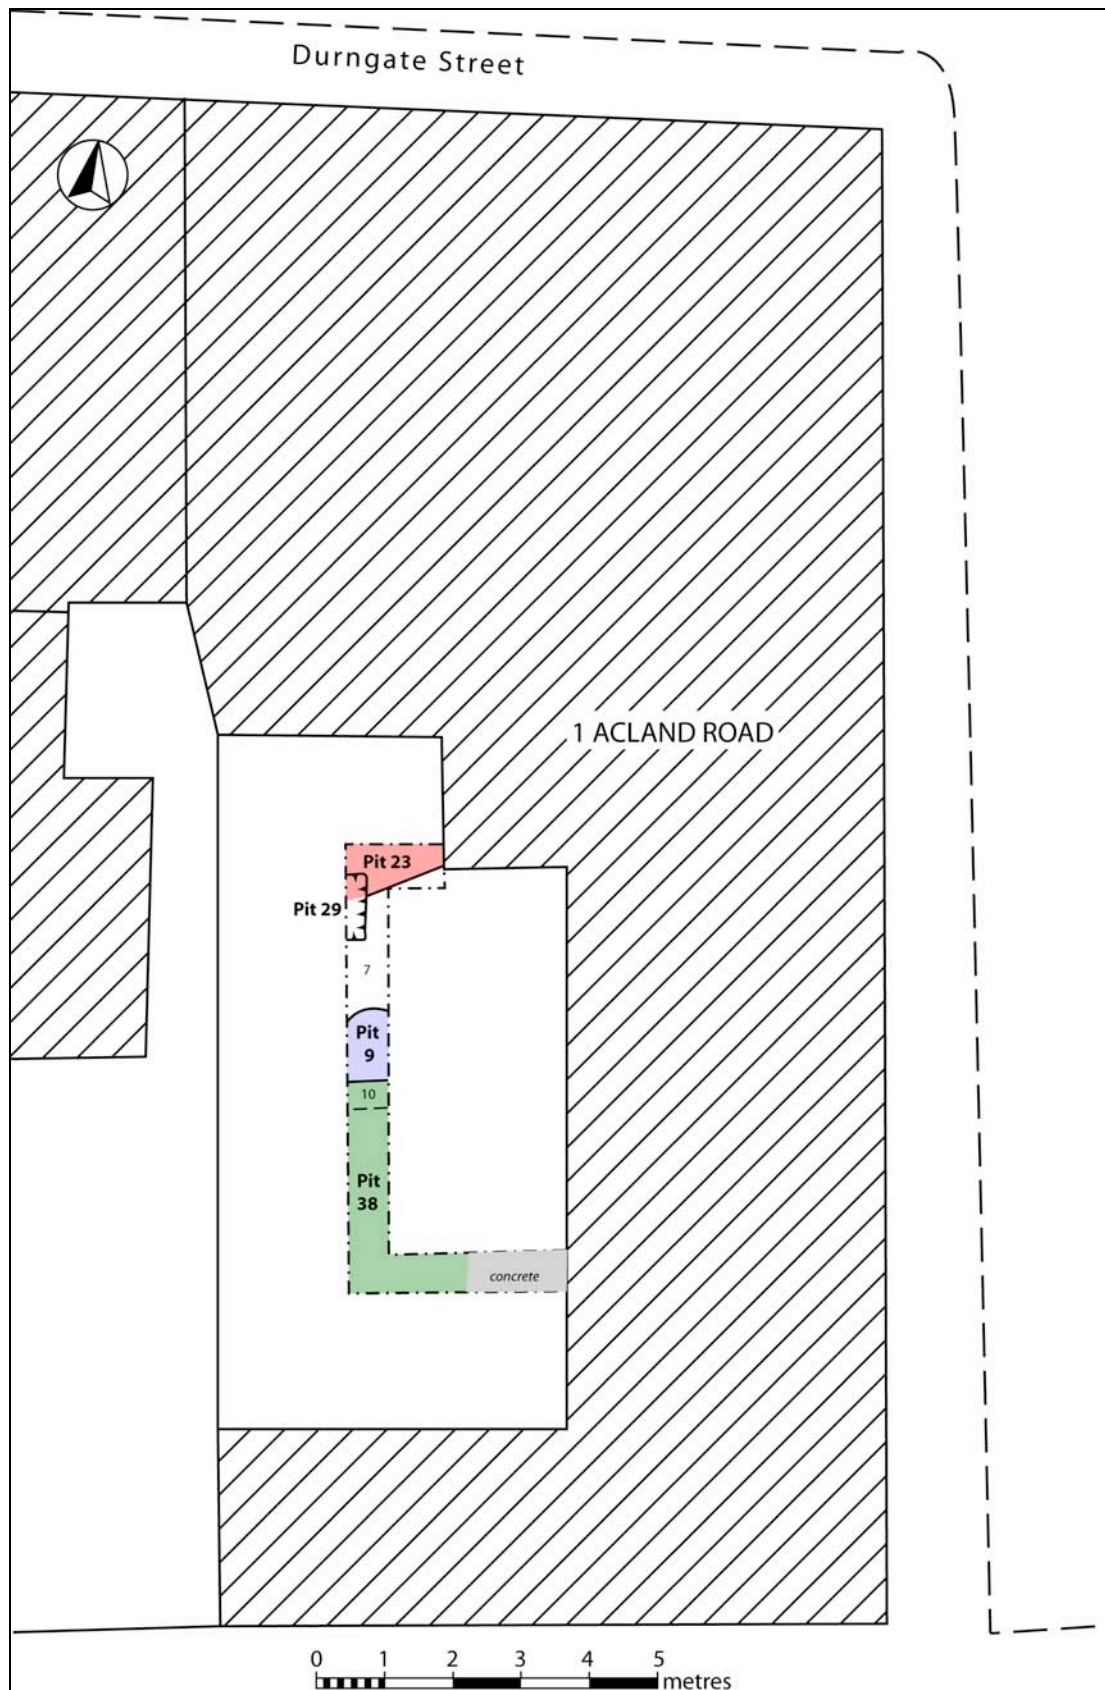 Durngate Street
1 ACLAND ROAD
Pit 23
Pit 29
7
Pit
9
10
Pit
38
concrete
0 1 2 3 4 5
metres